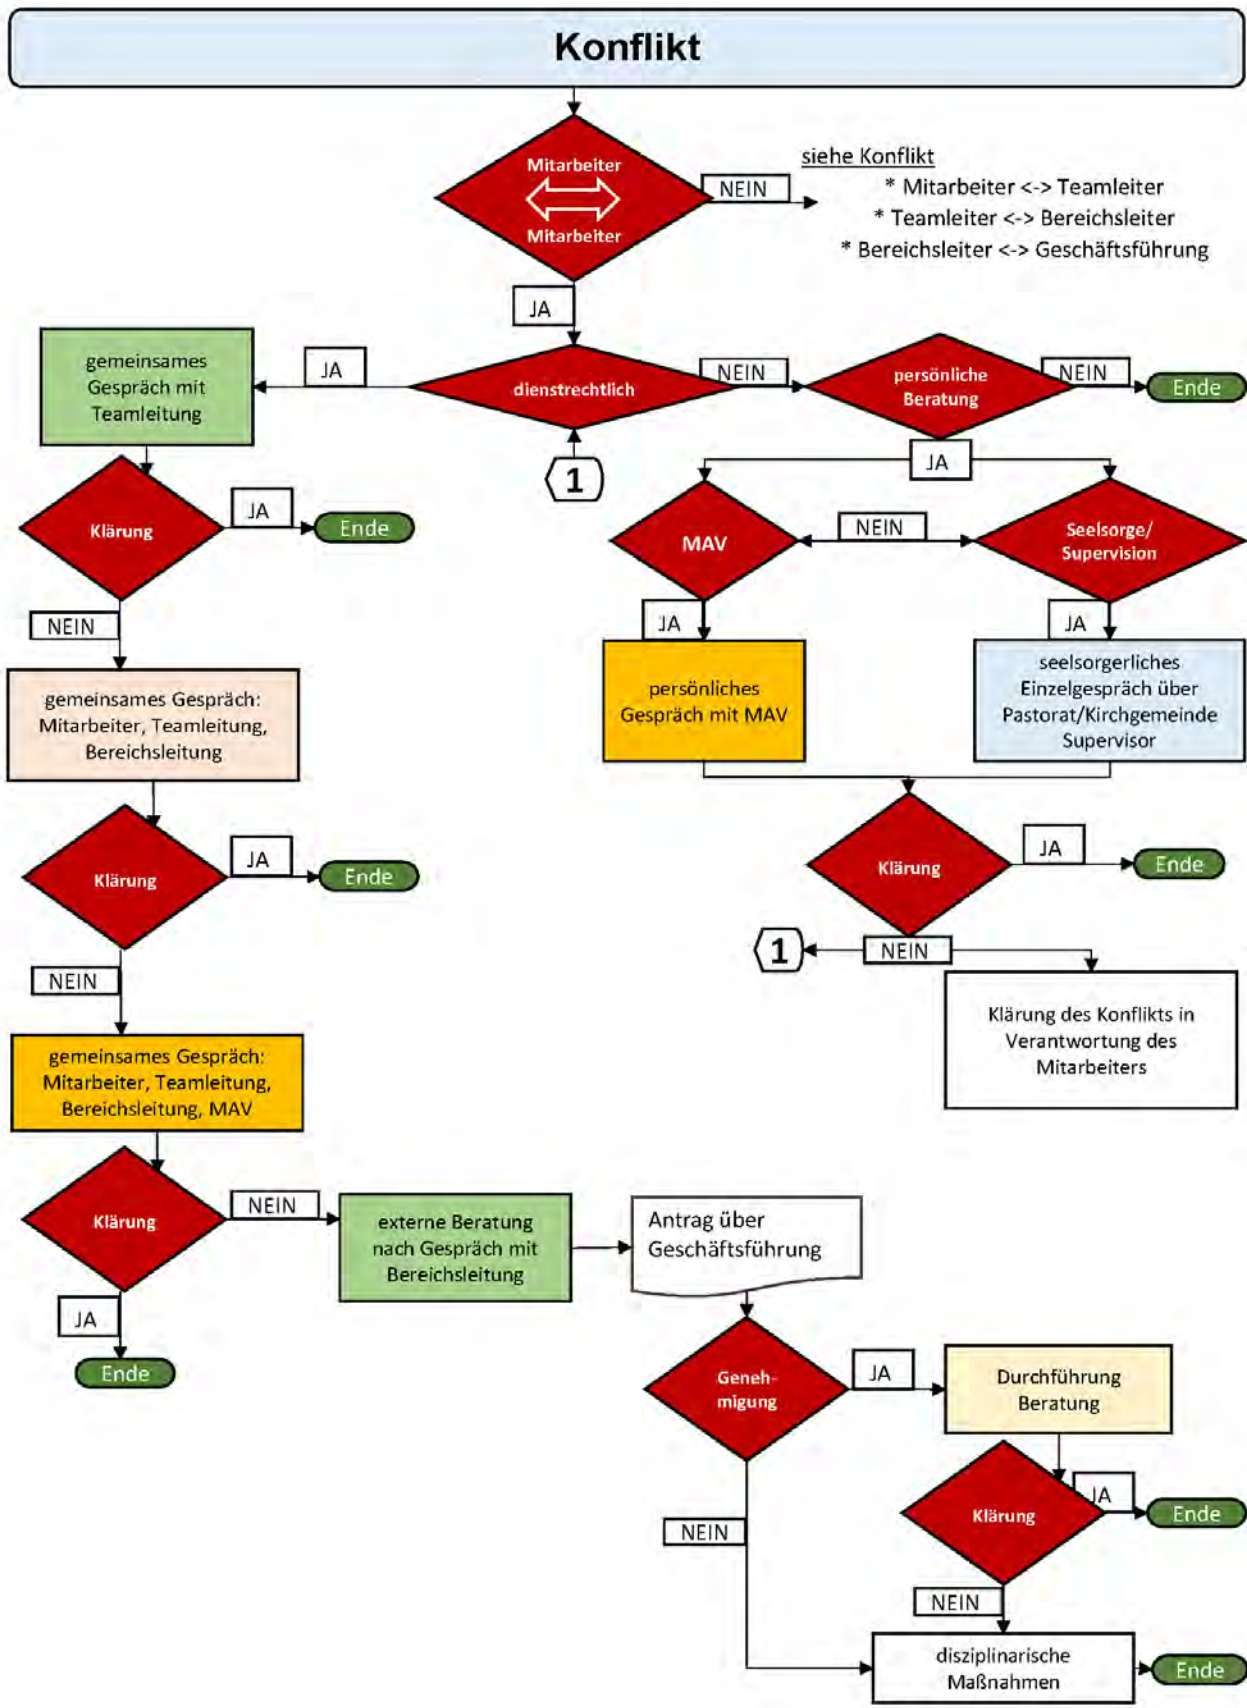 Konflikt
Mitarbeiter
Mitarbeiter
NEIN
siehe Konflikt
* Mitarbeiter <-> Teamleiter
* Teamleiter <-> Bereichsleiter
* Bereichsleiter <-> Geschäftsführung
JA
gemeinsames
Gespräch mit
Teamleitung
JA
dienstrechtlich
NEIN
persönliche
Beratung
NEIN
Ende
1
JA
Klärung
JA
Ende
MAV
NEIN
Seelsorge/
Supervision
NEIN
JA
JA
gemeinsames Gespräch:
Mitarbeiter, Teamleitung,
Bereichsleitung
persönliches
Gespräch mit MAV
seelsorgerliches
Einzelgespräch über
Pastorat/Kirchgemeinde
Supervisor
Klärung
JA
Ende
Klärung
JA
Ende
NEIN
1
NEIN
Klärung des Konflikts in
Verantwortung des
Mitarbeiters
gemeinsames Gespräch:
Mitarbeiter, Teamleitung,
Bereichsleitung, MAV
Klärung
NEIN
externe Beratung
nach Gespräch mit
Bereichsleitung
Antrag über
Geschäftsführung
JA
Ende
Geneh-
migung
JA
Durchführung
Beratung
NEIN
Klärung
JA
Ende
NEIN
disziplinarische
Maßnahmen
Ende